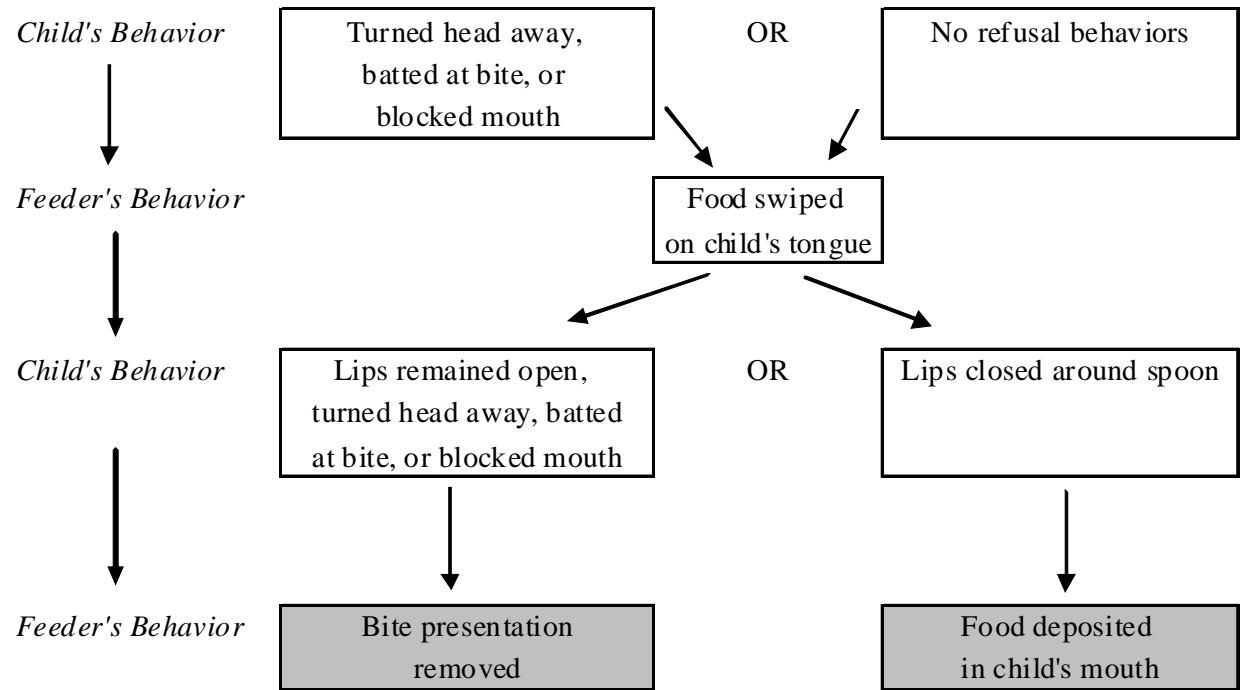 Child's Behavior
Turned head away,
batted at bite, or
blocked mouth
OR
No refusal behaviors
Feeder's Behavior
Food swiped
on child's tongue
Child's Behavior
Lips remained open,
turned head away, batted
at bite, or blocked mouth
OR
Lips closed around spoon
Feeder's Behavior
Bite presentation
removed
Food deposited
in child's mouth